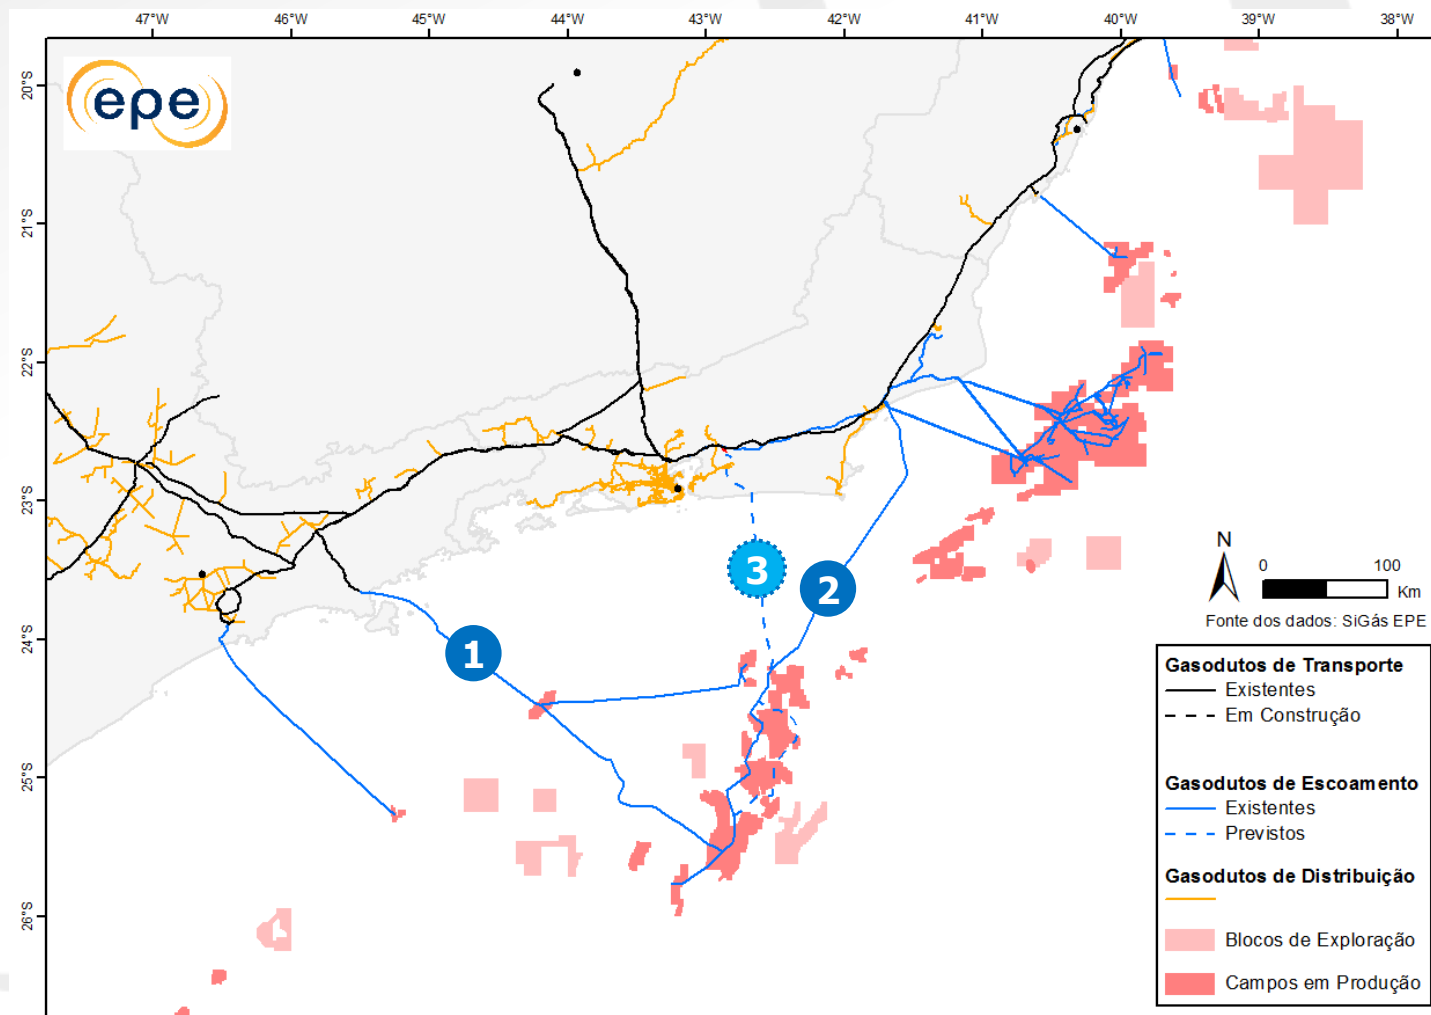 47°W 46°W 45°W 44°W 43°W 42°W 41°W 40°W 39°W 38°W
20°S
epe
21°S
22°S
23°S
3
2
N
0 100
Km
Fonte dos dados: SiGás EPE
24°S
1
Gasodutos de Transporte
Existentes
Em Construção
25°S
Gasodutos de Escoamento
Existentes
Previstos
Gasodutos de Distribuição
26°S
Blocos de Exploração
Campos em Produção